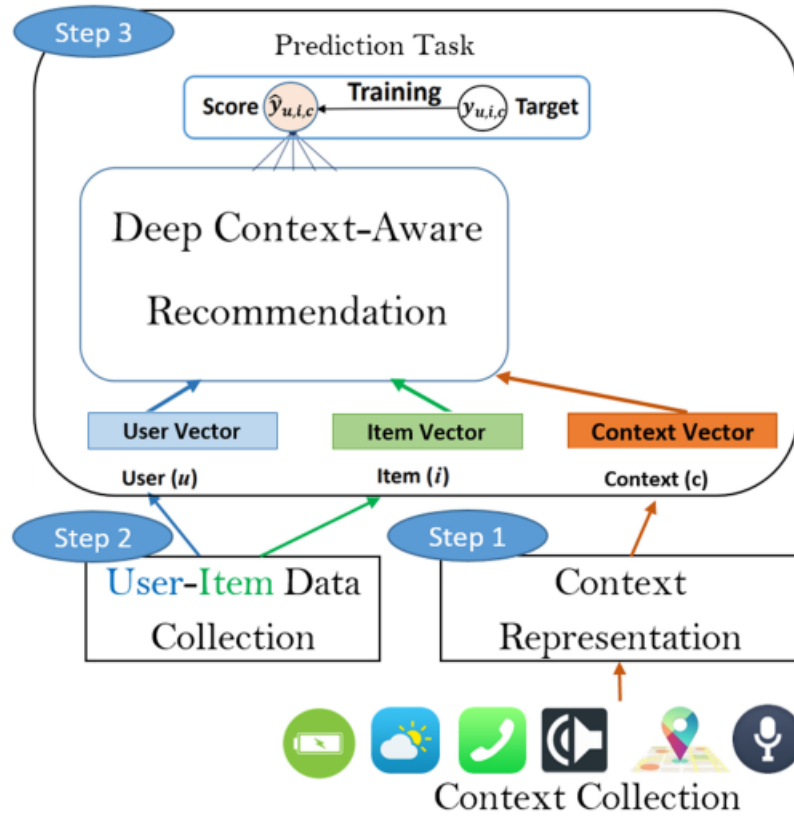 Step 3
Prediction Task
Score ŷu,i,c Training yu,i,c Target
Deep Context-Aware
Recommendation
User Vector Item Vector Context Vector
User (u) Item (i) Context (c)
Step 2 Step 1
User-Item Data
Collection
Context
Representation
Context Collection